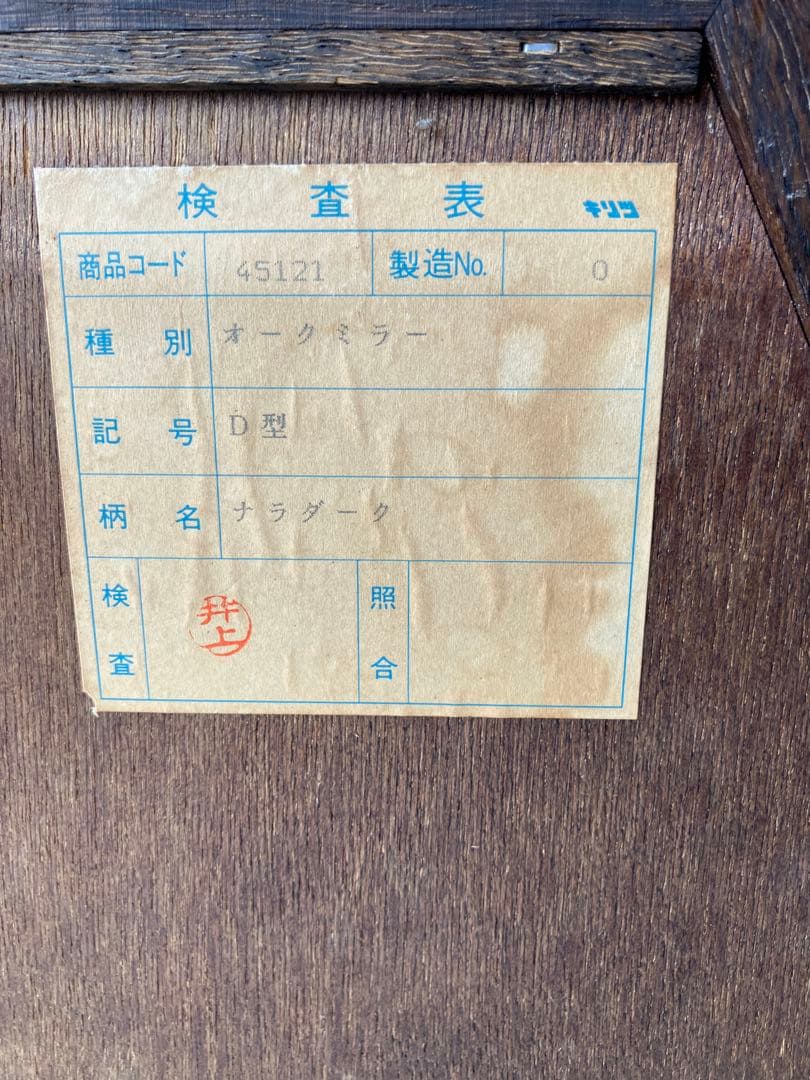 検査表 キリツ
商品コード 45121 製造No. 0
種別 オークミラー
記号 D型
柄名 ナラダーク
検査 井上 照合